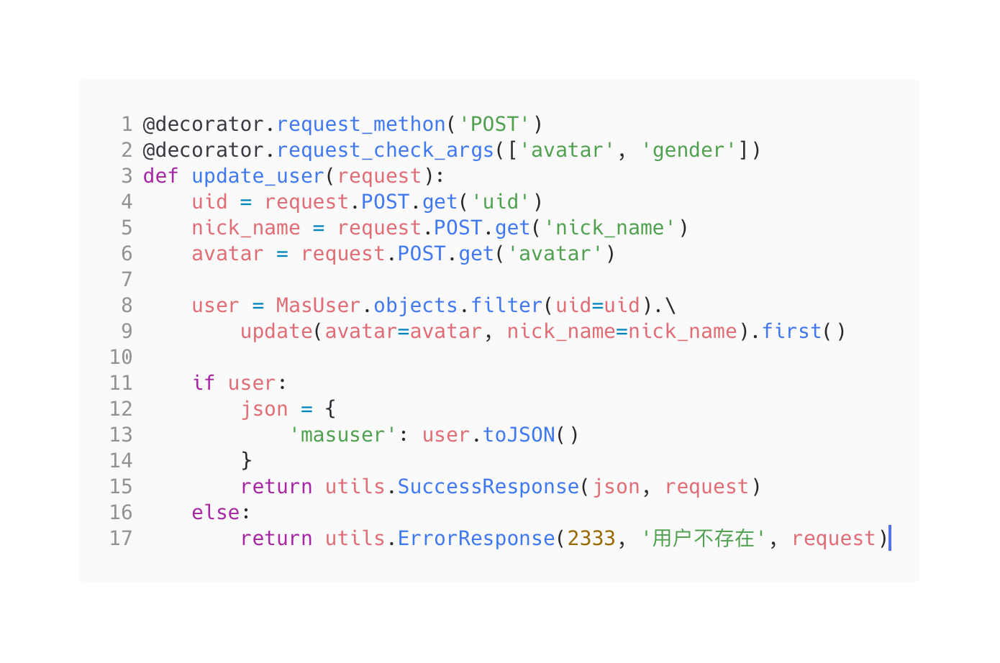 1 @decorator.request_methon('POST')
2 @decorator.request_check_args(['avatar', 'gender'])
3 def update_user(request):
4     uid = request.POST.get('uid')
5     nick_name = request.POST.get('nick_name')
6     avatar = request.POST.get('avatar')
7
8     user = MasUser.objects.filter(uid=uid).\
9         update(avatar=avatar, nick_name=nick_name).first()
10
11     if user:
12         json = {
13             'masuser': user.toJSON()
14         }
15         return utils.SuccessResponse(json, request)
16     else:
17         return utils.ErrorResponse(2333, '用户不存在', request)